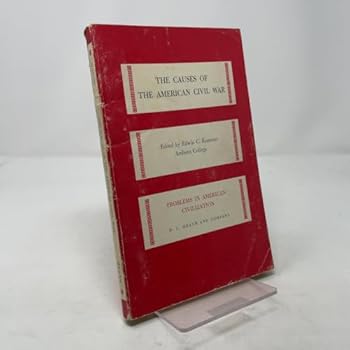 THE CAUSES OF
THE AMERICAN CIVIL WAR
Edited by Edwin C. Rozwenc
Amherst College
PROBLEMS IN AMERICAN
CIVILIZATION
D. C. HEATH AND COMPANY